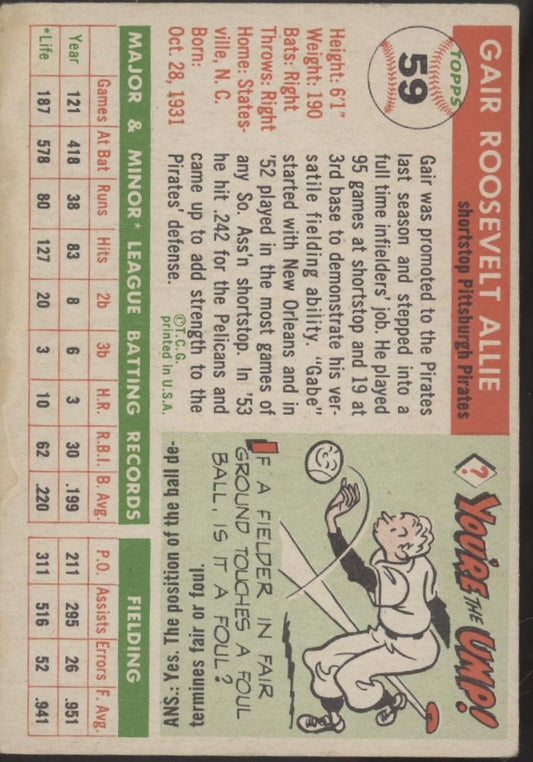 GAIR ROOSEVELT ALLIE
shortstop Pittsburgh Pirates
TOPPS
59
Height: 6'1"
Weight: 190
Bats: Right
Throws: Right
Home: States-
ville, N. C.
Born:
Oct. 28, 1931
Gair was promoted to the Pirates
last season and stepped into a
full time infielders' job. He played
95 games at shortstop and 19 at
3rd base to demonstrate his ver-
satile fielding ability. "Gabe"
started with New Orleans and in
'52 played in the most games of
any So. Ass'n shortstop. In '53
he hit .242 for the Pelicans and
came up to add strength to the
Pirates' defense.
©T.C.G.
printed in U.S.A.
? YOU'RE THE UMP!
IF A FIELDER IN FAIR
GROUND TOUCHES A FOUL
BALL, IS IT A FOUL?
ANS.: Yes. The position of the ball de-
termines fair or foul.
MAJOR & MINOR* LEAGUE BATTING RECORDS FIELDING
Games At Bat Runs Hits 2b 3b H.R. R.B.I. B. Avg. P.O. Assists Errors F. Avg.
Year 121 418 38 83 8 6 3 30 .199 211 295 26 .951
*Life 187 578 80 127 20 3 10 62 .220 311 516 52 .941